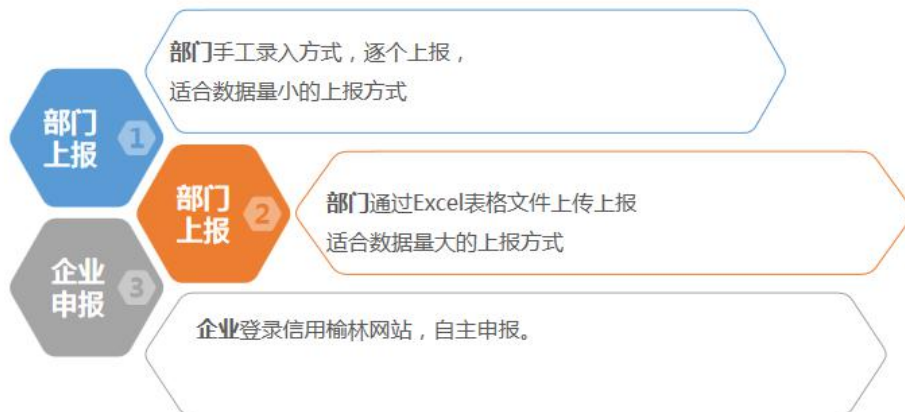 部门
上报
1
部门手工录入方式，逐个上报，
适合数据量小的上报方式
部门
上报
2
部门通过Excel表格文件上传上报
适合数据量大的上报方式
企业
申报
3
企业登录信用榆林网站，自主申报。